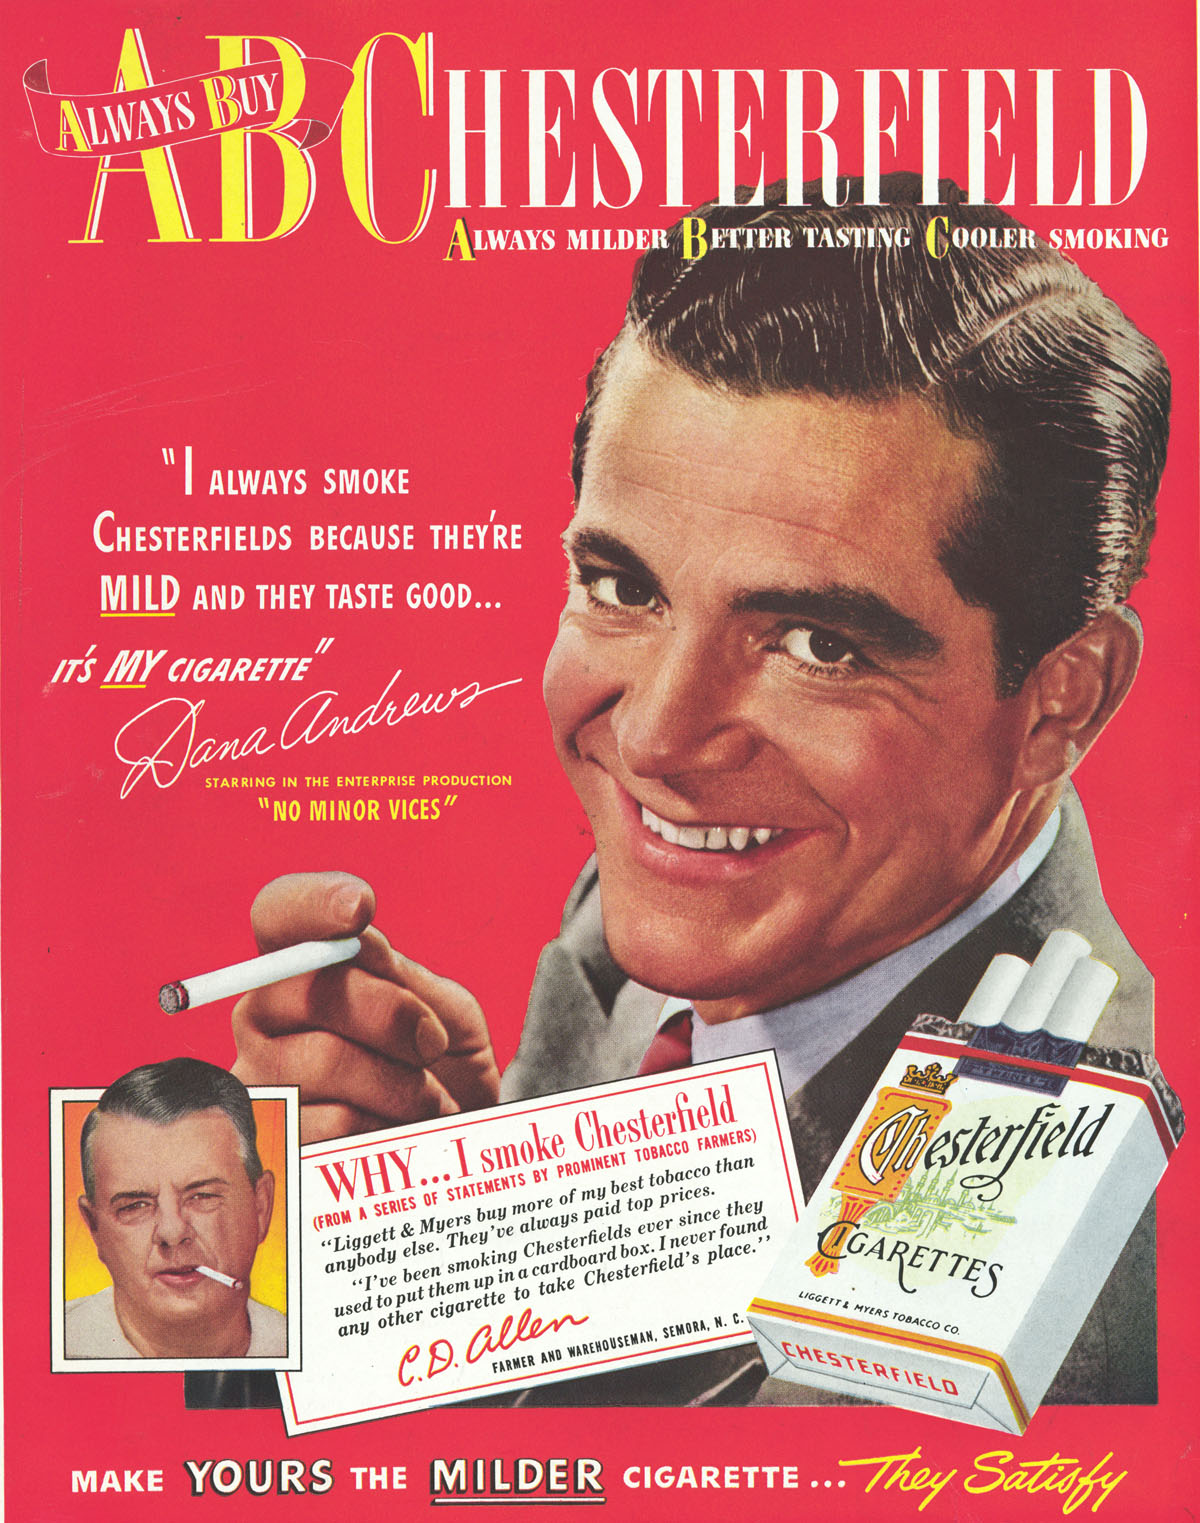 ALWAYS BUY
ABCHESTERFIELD
ALWAYS MILDER BETTER TASTING COOLER SMOKING
"I ALWAYS SMOKE
CHESTERFIELDS BECAUSE THEY'RE
MILD AND THEY TASTE GOOD...
IT'S MY CIGARETTE"
Dana Andrews
STARRING IN THE ENTERPRISE PRODUCTION
"NO MINOR VICES"
WHY...I smoke Chesterfield
(FROM A SERIES OF STATEMENTS BY PROMINENT TOBACCO FARMERS)
"Liggett & Myers buy more of my best tobacco than
anybody else. They've always paid top prices.
"I've been smoking Chesterfields ever since they
used to put them up in a cardboard box. I never found
any other cigarette to take Chesterfield's place."
C.D. Allen
FARMER AND WAREHOUSEMAN, SEMORA, N. C.
Chesterfield
CIGARETTES
LIGGETT & MYERS TOBACCO CO.
CHESTERFIELD
MAKE YOURS THE MILDER CIGARETTE... They Satisfy